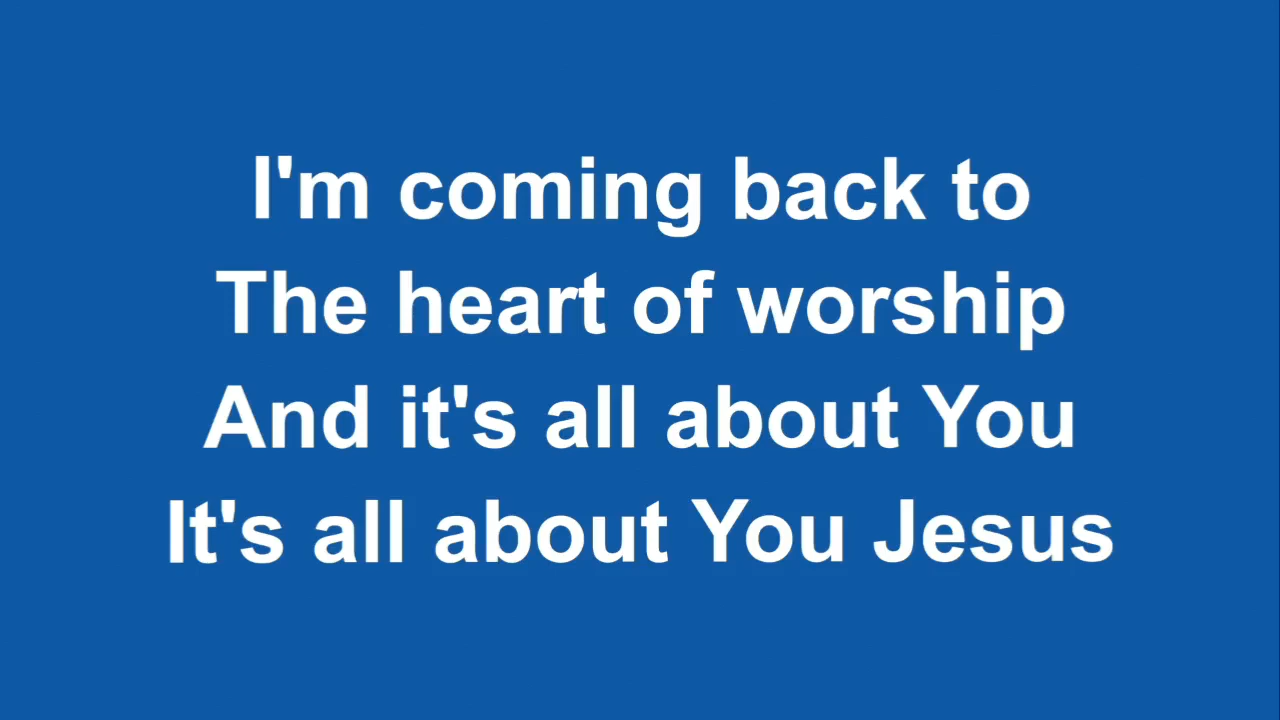 I'm coming back to
The heart of worship
And it's all about You
It's all about You Jesus